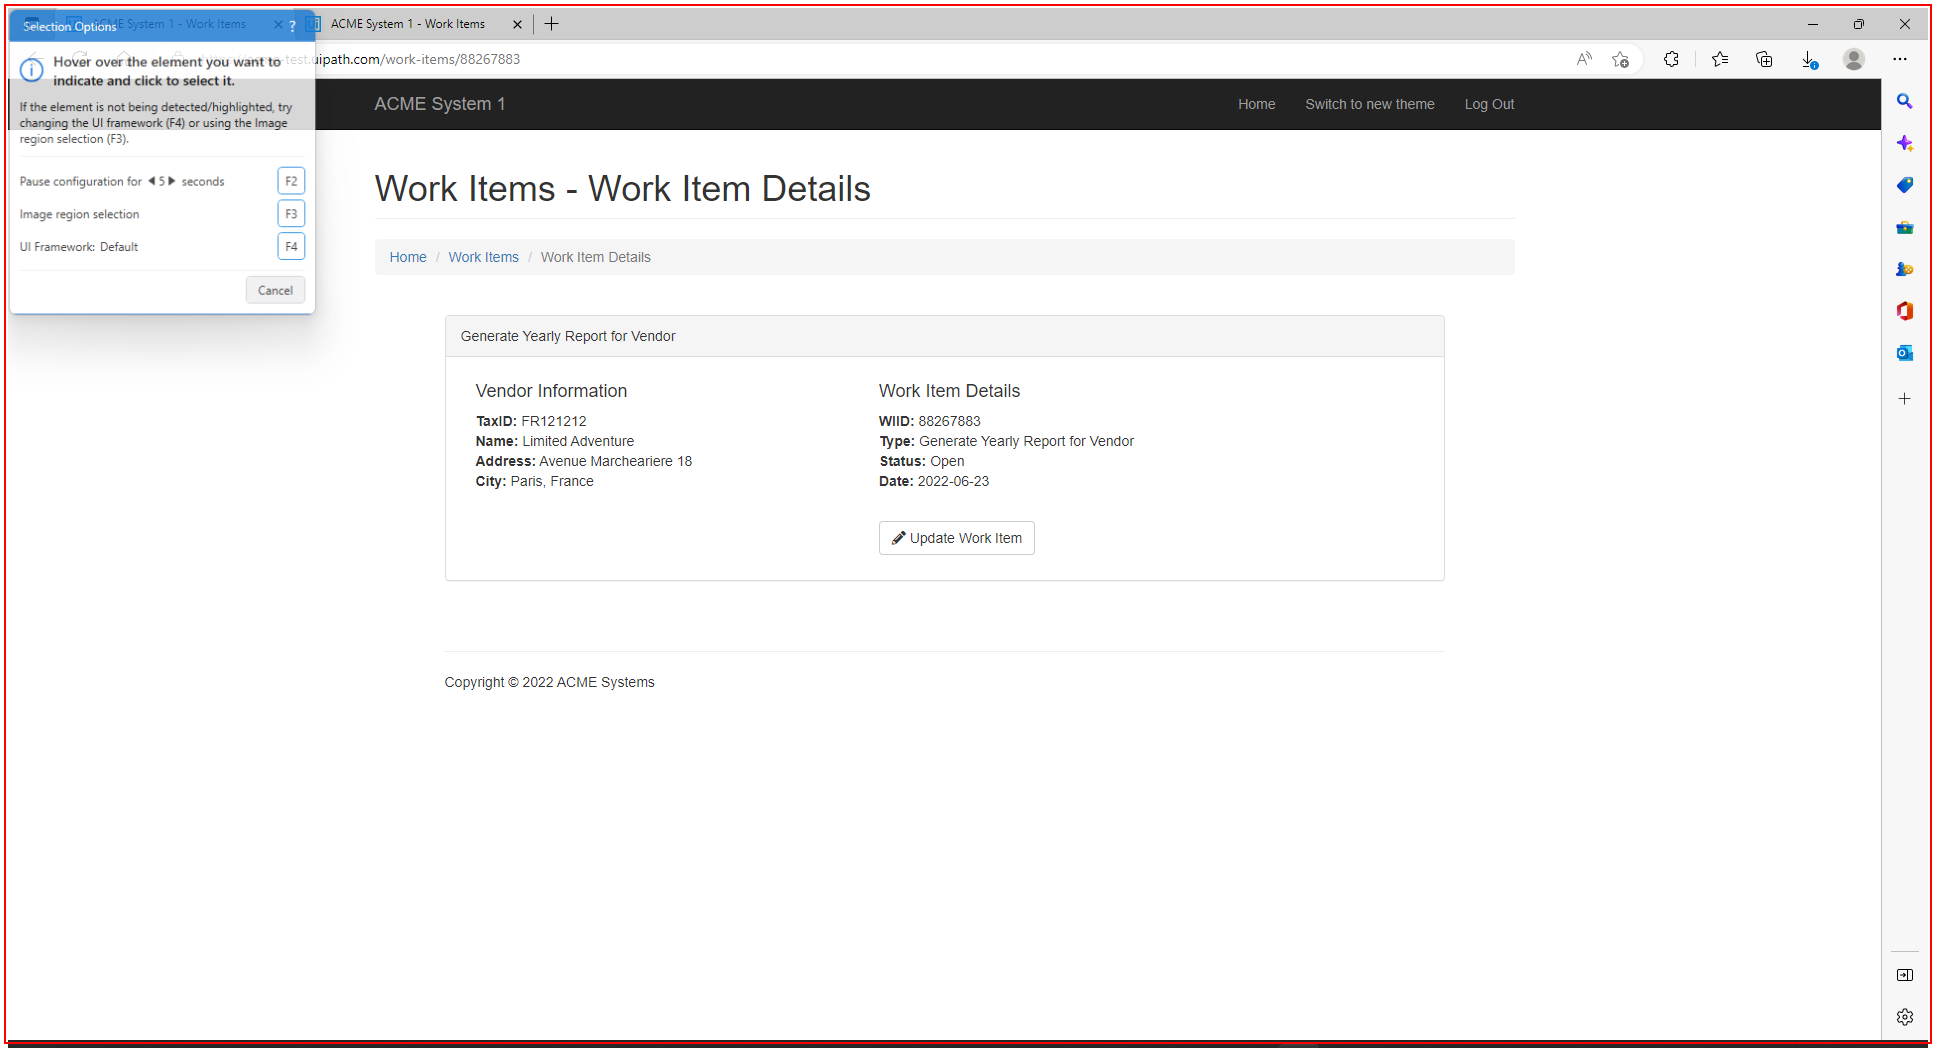 Selection Options ?
ACME System 1 - Work Items
ACME System 1 - Work Items
Hover over the element you want to
indicate and click to select it.
If the element is not being detected/highlighted, try
changing the UI framework (F4) or using the Image
region selection (F3).
Pause configuration for 5 seconds F2
Image region selection F3
UI Framework: Default F4
Cancel
-test.uipath.com/work-items/88267883
ACME System 1
Home Switch to new theme Log Out
Work Items - Work Item Details
Home / Work Items / Work Item Details
Generate Yearly Report for Vendor
Vendor Information
TaxID: FR121212
Name: Limited Adventure
Address: Avenue Marcheariere 18
City: Paris, France
Work Item Details
WIID: 88267883
Type: Generate Yearly Report for Vendor
Status: Open
Date: 2022-06-23
Update Work Item
Copyright © 2022 ACME Systems